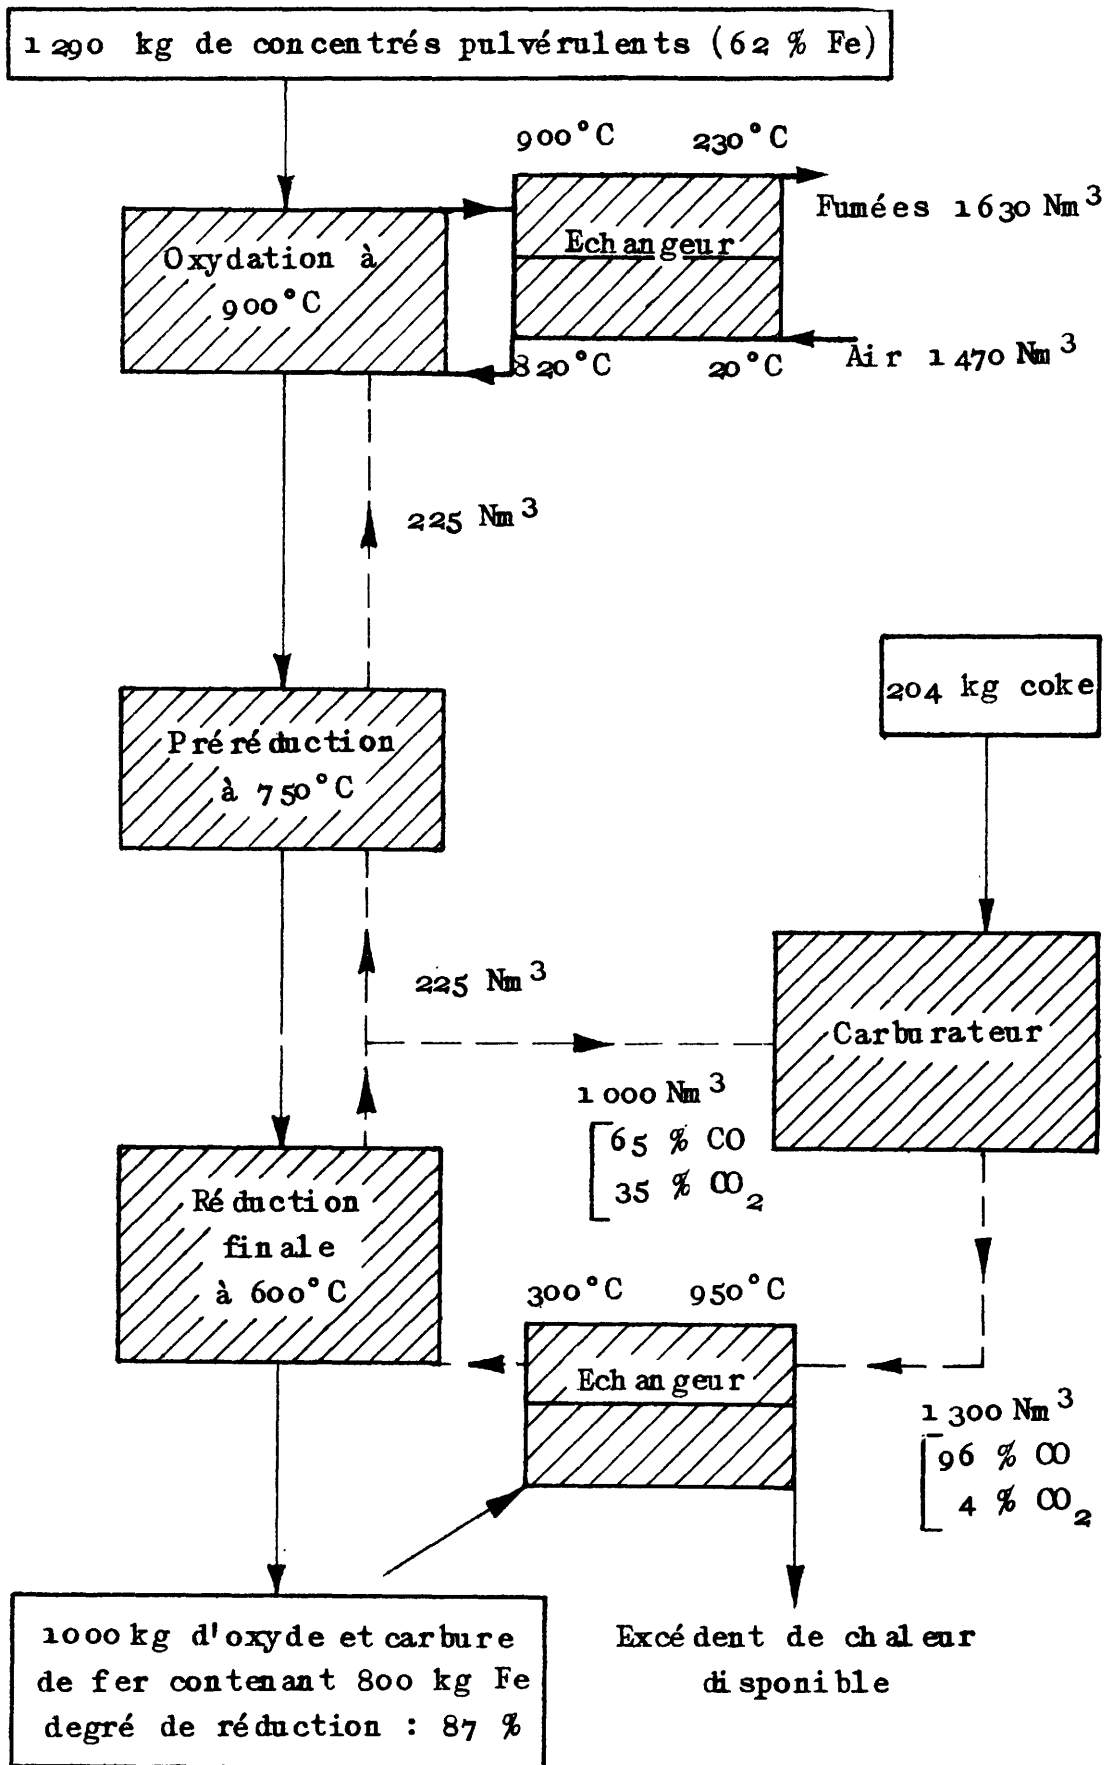 1 290 kg de concentrés pulvérulents (62 % Fe)
900°C 230°C
Fumées 1630 Nm³
Echangeur
Oxydation à
900°C
820°C 20°C
Air 1 470 Nm³
225 Nm³
204 kg coke
Préréduction
à 750°C
225 Nm³
Carburateur
1 000 Nm³
65 % CO
35 % CO₂
Réduction
finale
à 600°C
300°C 950°C
Echangeur
1 300 Nm³
96 % CO
4 % CO₂
1000 kg d'oxyde et carbure
de fer contenant 800 kg Fe
degré de réduction : 87 %
Excédent de chaleur
disponible